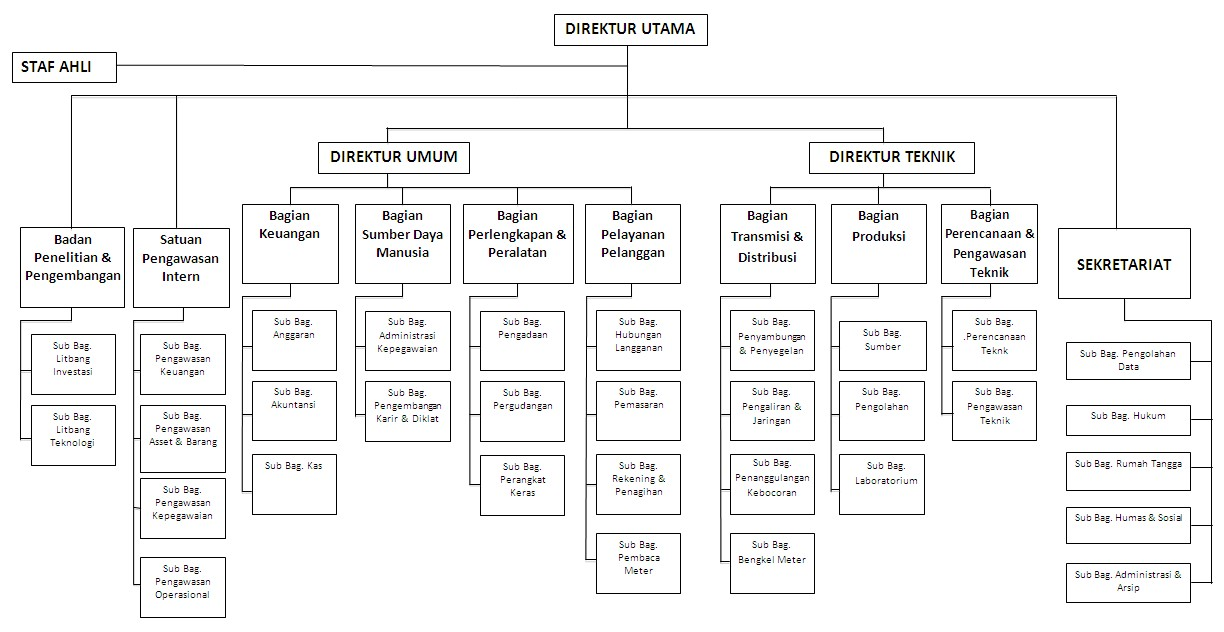 DIREKTUR UTAMA
STAF AHLI
DIREKTUR UMUM
DIREKTUR TEKNIK
Badan
Penelitian &
Pengembangan
Satuan
Pengawasan
Intern
Bagian
Keuangan
Bagian
Sumber Daya
Manusia
Bagian
Perlengkapan &
Peralatan
Bagian
Pelayanan
Pelanggan
Bagian
Transmisi &
Distribusi
Bagian
Produksi
Bagian
Perencanaan &
Pengawasan
Teknik
SEKRETARIAT
Sub Bag.
Litbang
Investasi
Sub Bag.
Litbang
Teknologi
Sub Bag.
Pengawasan
Keuangan
Sub Bag.
Pengawasan
Asset & Barang
Sub Bag.
Pengawasan
Kepegawaian
Sub Bag.
Pengawasan
Operasional
Sub Bag.
Anggaran
Sub Bag.
Akuntansi
Sub Bag. Kas
Sub Bag.
Administrasi
Kepegawaian
Sub Bag.
Pengembangan
Karir & Diklat
Sub Bag.
Pengadaan
Sub Bag.
Pergudangan
Sub Bag.
Perangkat
Keras
Sub Bag.
Hubungan
Langganan
Sub Bag.
Pemasaran
Sub Bag.
Rekening &
Penagihan
Sub Bag.
Pembaca
Meter
Sub Bag.
Penyambungan
& Penyegelan
Sub Bag.
Pengaliran &
Jaringan
Sub Bag.
Penanggulangan
Kebocoran
Sub Bag.
Bengkel Meter
Sub Bag.
Sumber
Sub Bag.
Pengolahan
Sub Bag.
Laboratorium
Sub Bag.
.Perencanaan
Teknk
Sub Bag.
Pengawasan
Teknik
Sub Bag. Pengolahan
Data
Sub Bag. Hukum
Sub Bag. Rumah Tangga
Sub Bag. Humas & Sosial
Sub Bag. Administrasi &
Arsip